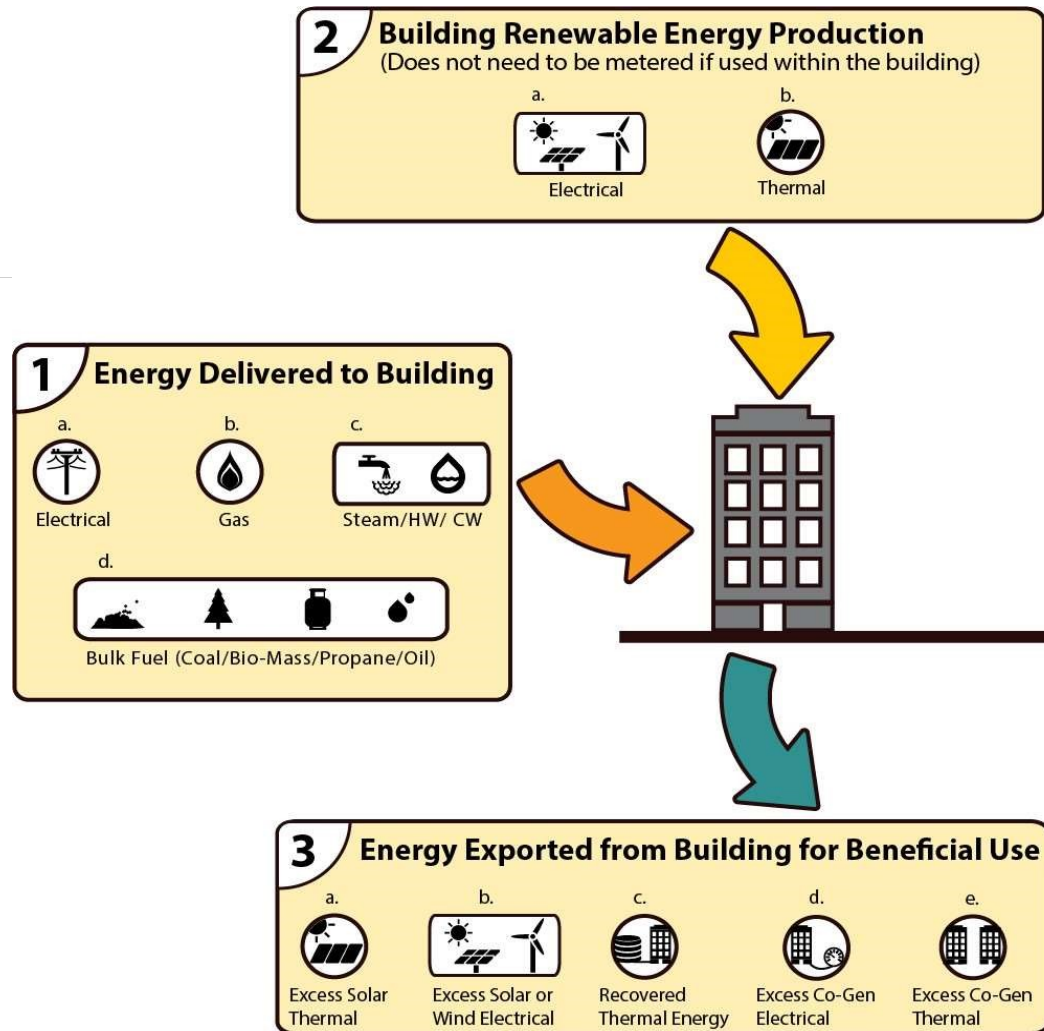 2 Building Renewable Energy Production
(Does not need to be metered if used within the building)
a. b.
Electrical Thermal
1 Energy Delivered to Building
a. b. c.
Electrical Gas Steam/HW/ CW
d.
Bulk Fuel (Coal/Bio-Mass/Propane/Oil)
3 Energy Exported from Building for Beneficial Use
a. b. c. d. e.
Excess Solar Excess Solar or Recovered Excess Co-Gen Excess Co-Gen
Thermal Wind Electrical Thermal Energy Electrical Thermal